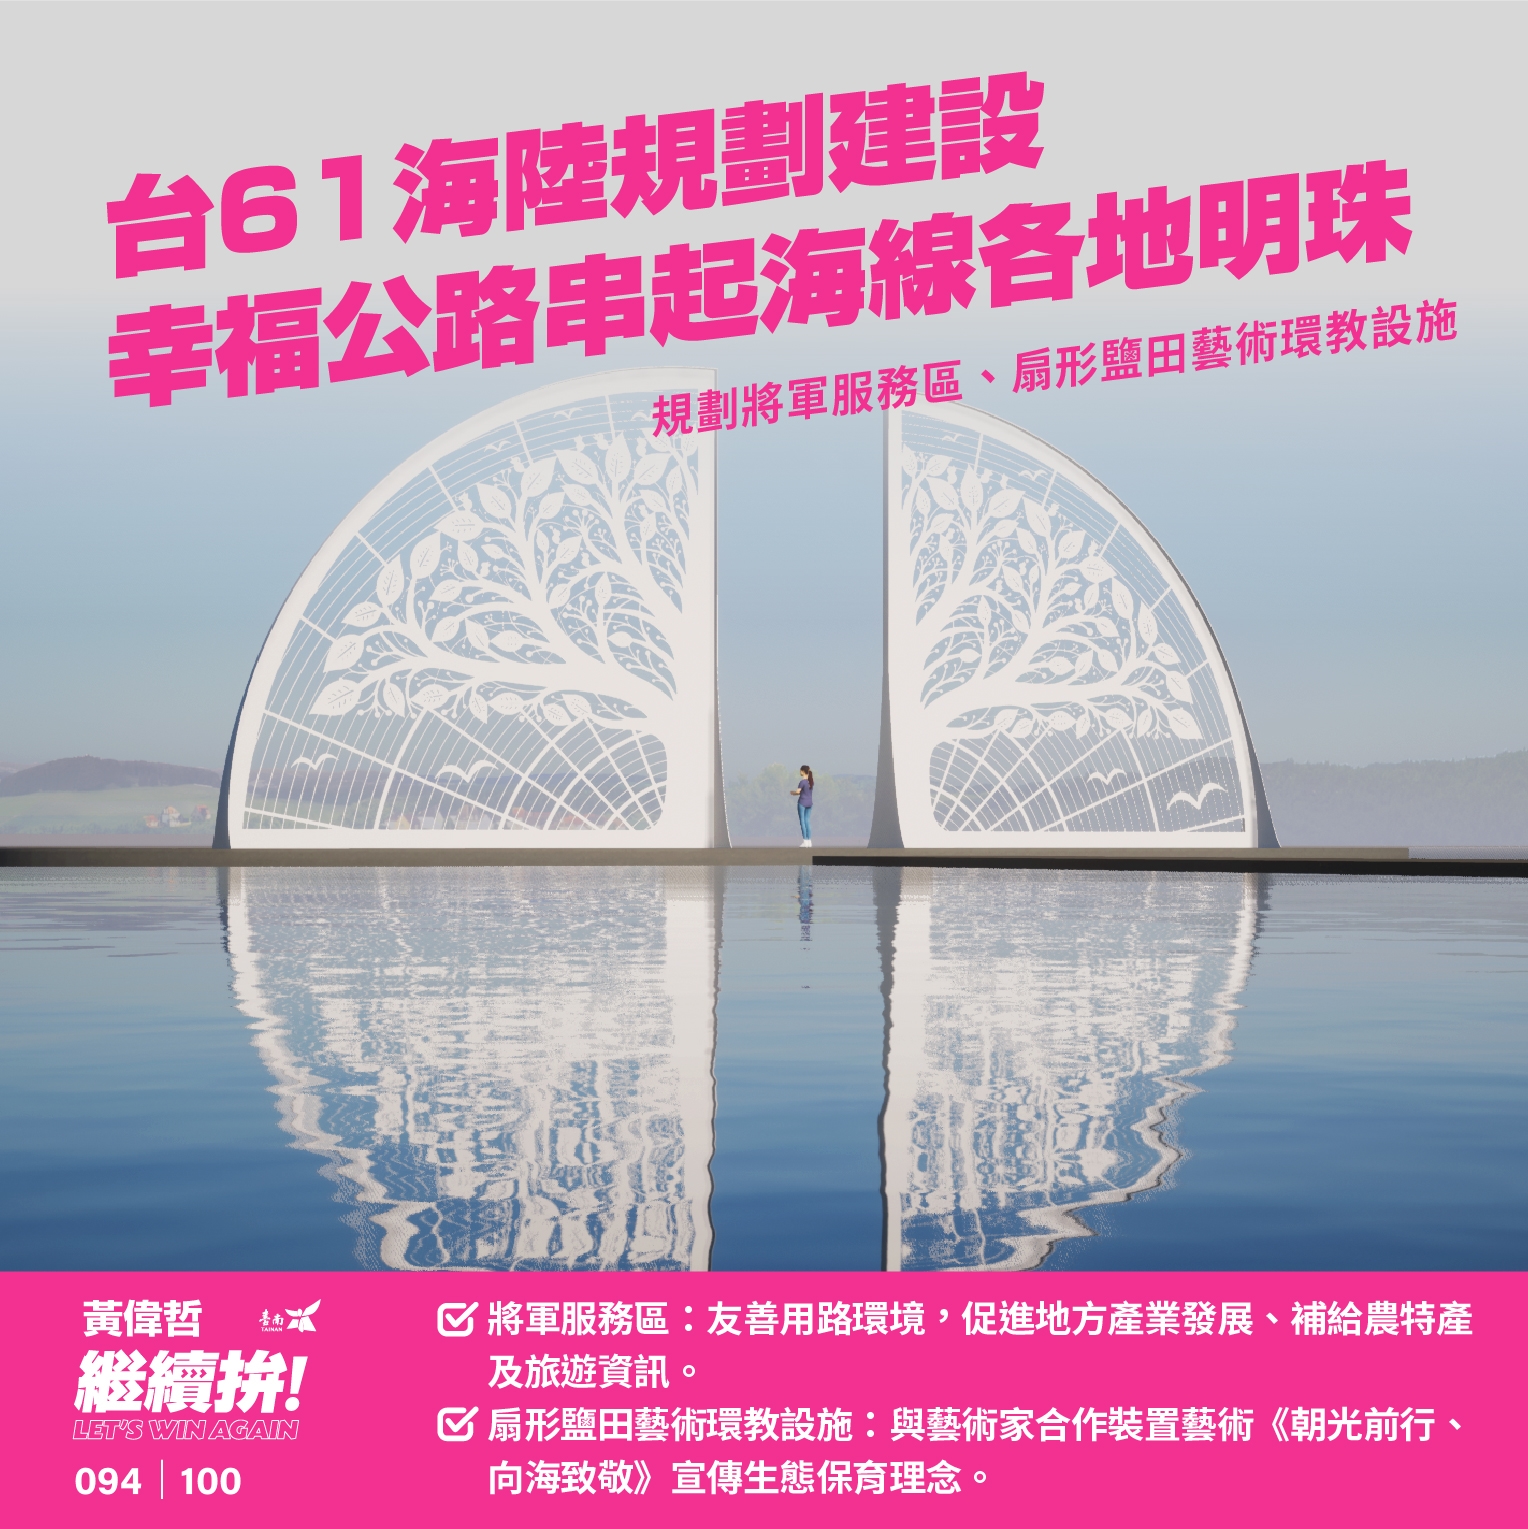 台61海陸規劃建設
幸福公路串起海線各地明珠
規劃將軍服務區、扇形鹽田藝術環教設施
黃偉哲
臺南
TAINAN
繼續拚!
LET'S WIN AGAIN
094 | 100
將軍服務區：友善用路環境，促進地方產業發展、補給農特產
及旅遊資訊。
扇形鹽田藝術環教設施：與藝術家合作裝置藝術《朝光前行、
向海致敬》宣傳生態保育理念。